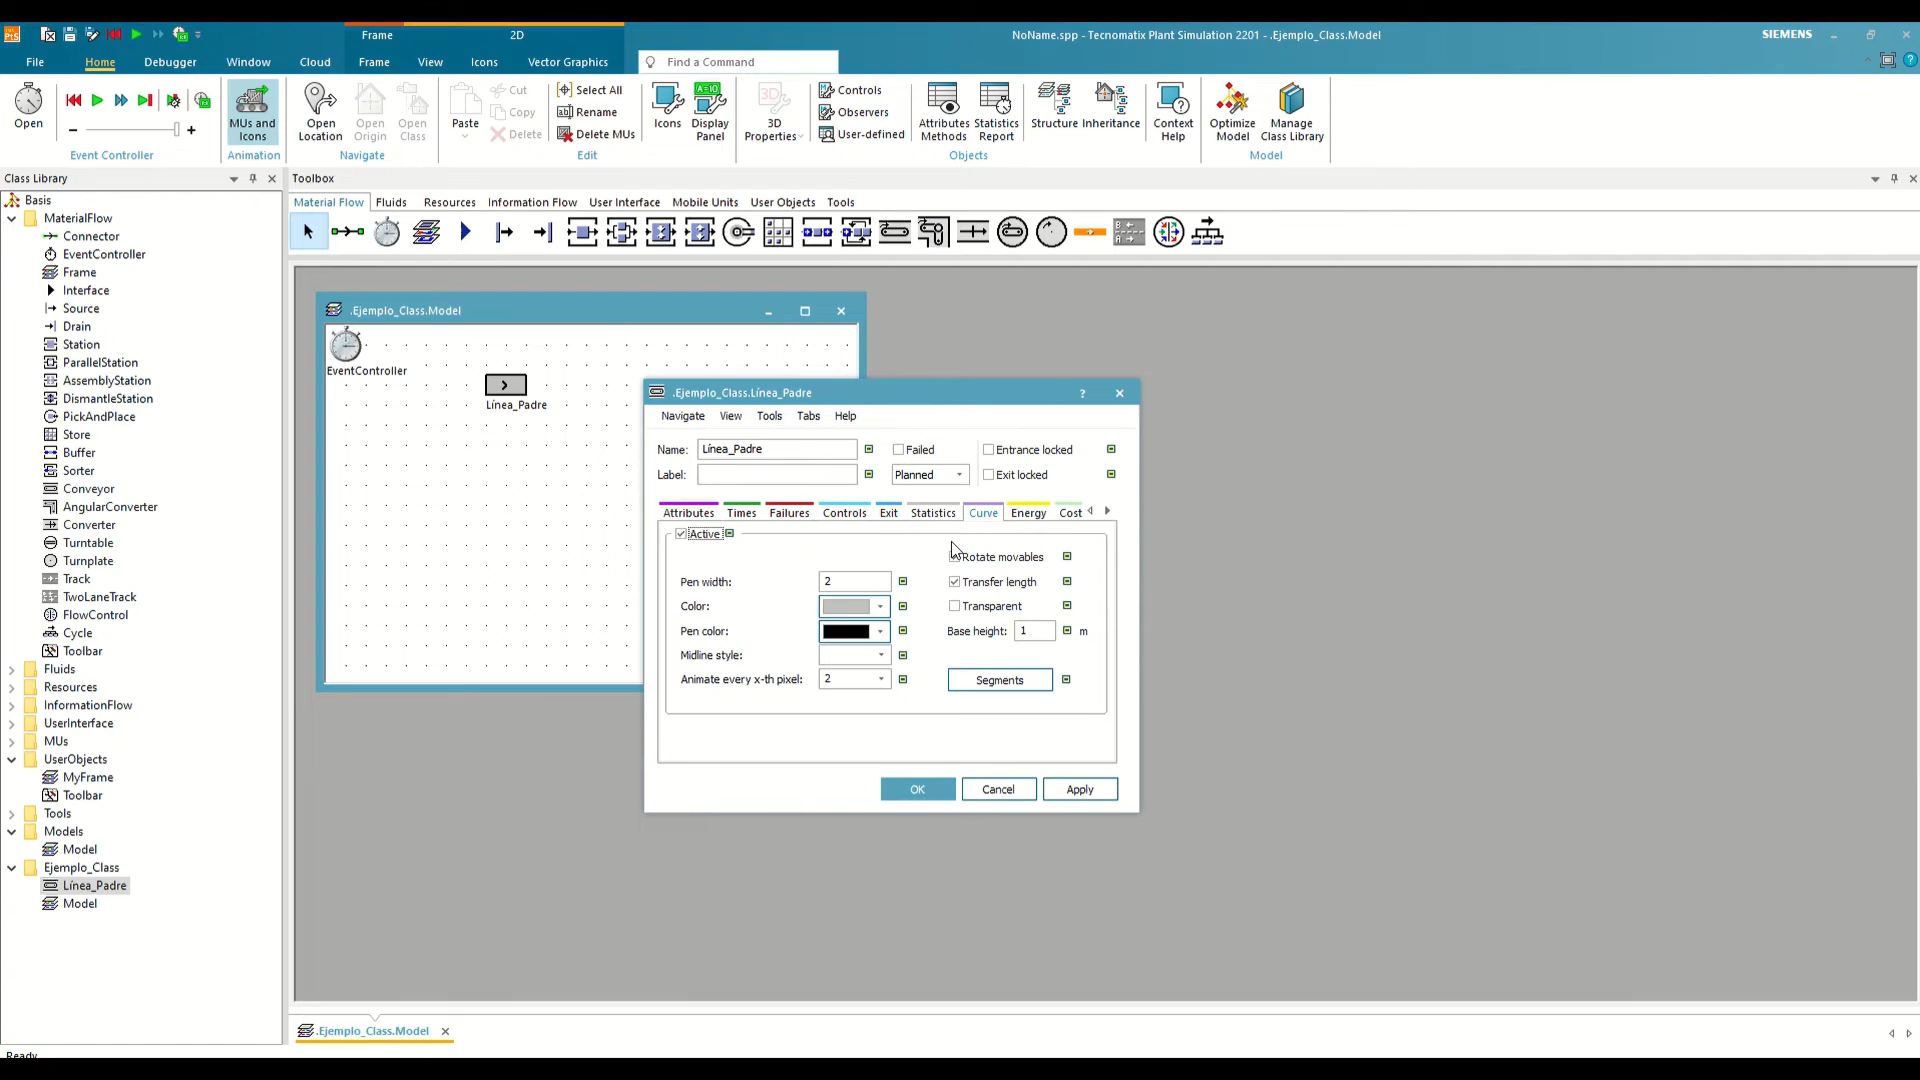 Frame
2D
NoName.spp - Tecnomatix Plant Simulation 2201 - .Ejemplo_Class.Model]
SIEMENS
File
Home
Debugger
Window
Cloud
Frame
View
Icons
Vector Graphics
Find a Command
Open
Event Controller
MUs and Icons
Animation
Open Location
Open Origin
Open Class
Navigate
Paste
Cut
Copy
Delete
Select All
Rename
Delete MUs
Edit
Icons
Display Panel
3D Properties
Controls
Observers
User-defined
Attributes Methods
Statistics Report
Structure
Inheritance
Context Help
Objects
Optimize Model
Manage Class Library
Model
Class Library
Toolbox
Material Flow
Fluids
Resources
Information Flow
User Interface
Mobile Units
User Objects
Tools
Basis
MaterialFlow
Connector
EventController
Frame
Interface
Source
Drain
Station
ParallelStation
AssemblyStation
DismantleStation
PickAndPlace
Store
Buffer
Sorter
Conveyor
AngularConverter
Converter
Turntable
Turnplate
Track
TwoLaneTrack
FlowControl
Cycle
Toolbar
Fluids
Resources
InformationFlow
UserInterface
MUs
UserObjects
MyFrame
Toolbar
Tools
Models
Model
Ejemplo_Class
Línea_Padre
Model
.Ejemplo_Class.Model
EventController
Línea_Padre
.Ejemplo_Class.Línea_Padre
Navigate
View
Tools
Tabs
Help
Name:
Línea_Padre
Failed
Entrance locked
Label:
Planned
Exit locked
Attributes
Times
Failures
Controls
Exit
Statistics
Curve
Energy
Cost
Active
Rotate movables
Pen width:
2
Transfer length
Color:
Transparent
Pen color:
Base height:
1
m
Midline style:
Animate every x-th pixel:
2
Segments
OK
Cancel
Apply
.Ejemplo_Class.Model
Ready